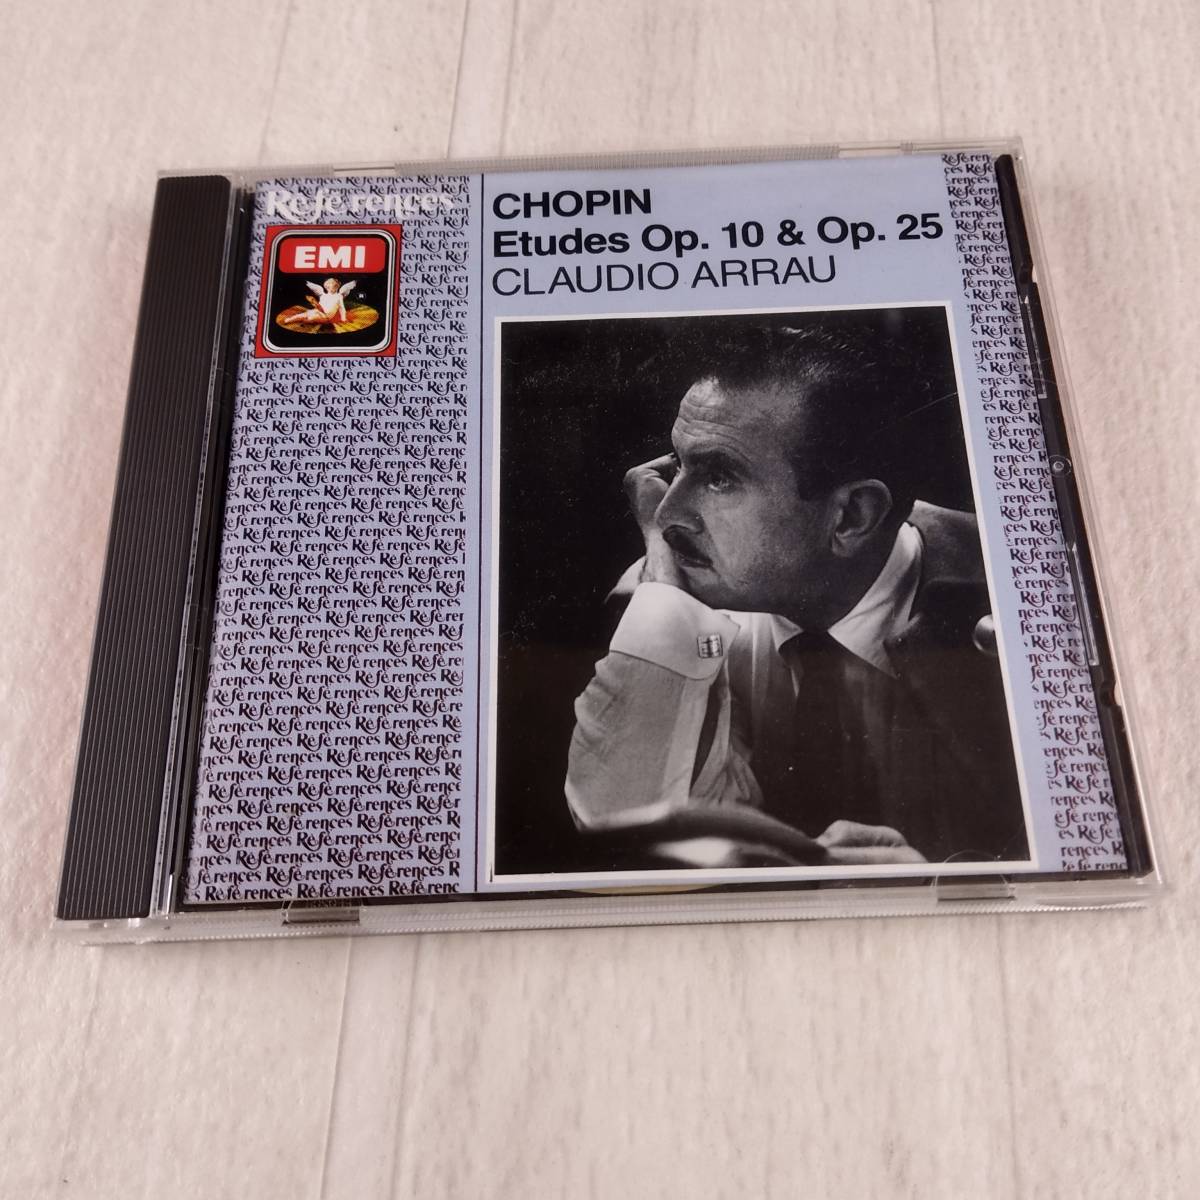 Références
EMI
CHOPIN
Etudes Op. 10 & Op. 25
CLAUDIO ARRAU